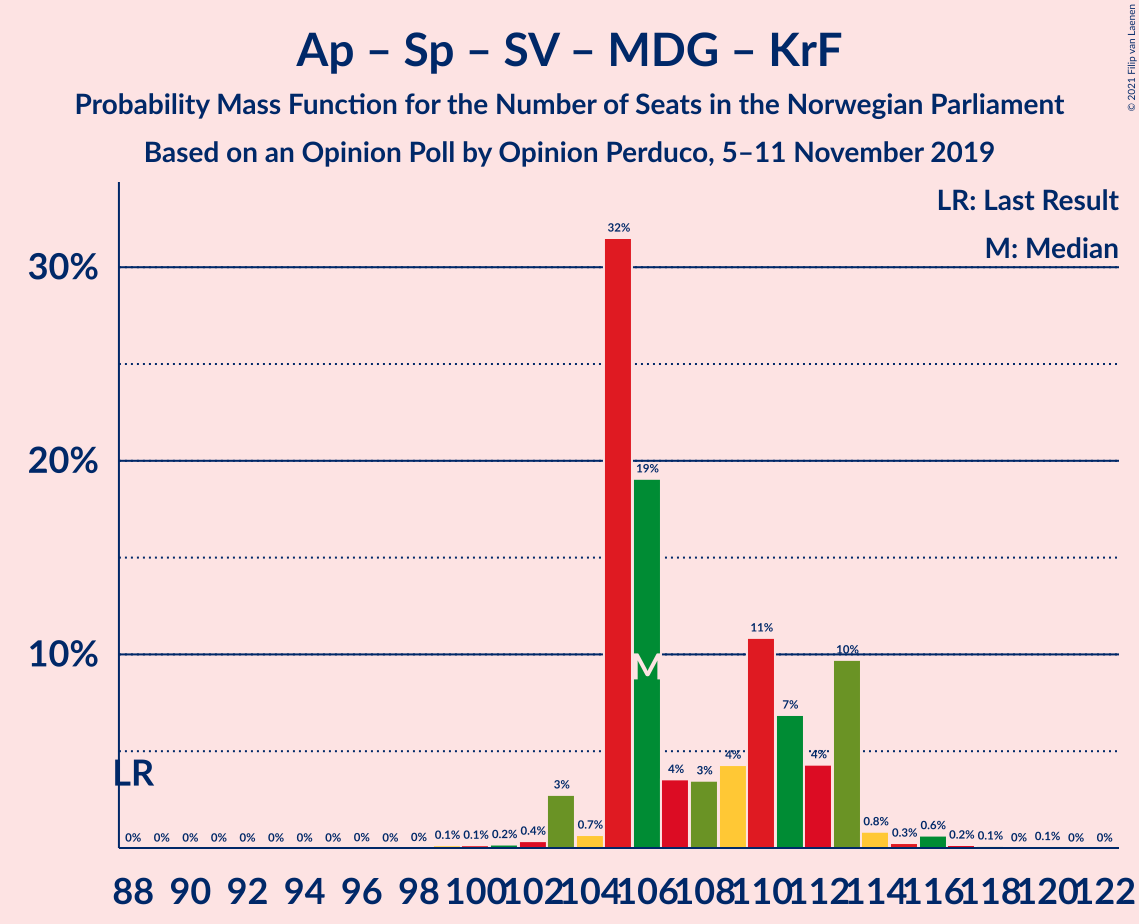 Ap – Sp – SV – MDG – KrF
Probability Mass Function for the Number of Seats in the Norwegian Parliament
Based on an Opinion Poll by Opinion Perduco, 5–11 November 2019
© 2021 Filip van Laenen
LR: Last Result
M: Median
30%
20%
10%
LR
M
0% 0% 0% 0% 0% 0% 0% 0% 0% 0% 0% 0.1% 0.1% 0.2% 0.4% 3% 0.7% 32% 19% 4% 3% 4% 11% 7% 4% 10% 0.8% 0.3% 0.6% 0.2% 0.1% 0% 0.1% 0% 0%
88 90 92 94 96 98 100 102 104 106 108 110 112 114 116 118 120 122